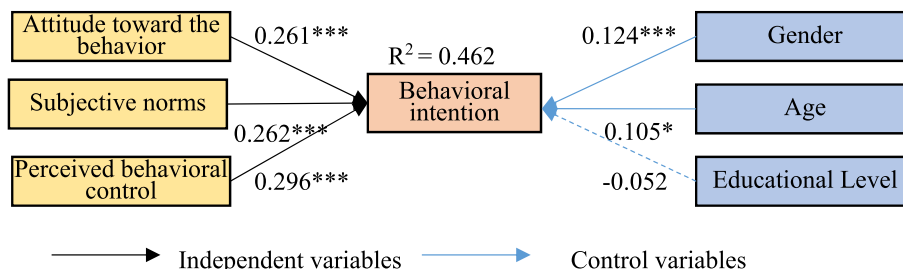 Attitude toward the
behavior
0.261***
R² = 0.462
0.124***
Gender
Subjective norms
Behavioral
intention
Age
0.262***
0.105*
Perceived behavioral
control
0.296***
-0.052
Educational Level
Independent variables
Control variables